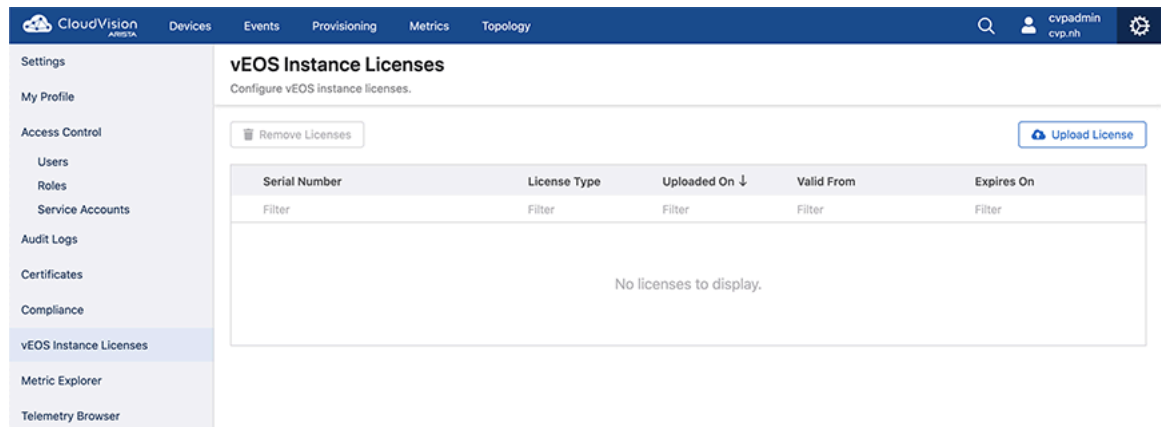 CloudVision
ARISTA
Devices
Events
Provisioning
Metrics
Topology
cvpadmin
cvp.nh
Settings
My Profile
Access Control
Users
Roles
Service Accounts
Audit Logs
Certificates
Compliance
vEOS Instance Licenses
Metric Explorer
Telemetry Browser
vEOS Instance Licenses
Configure vEOS instance licenses.
Remove Licenses
Upload License
Serial Number License Type Uploaded On ↓ Valid From Expires On
Filter Filter Filter Filter Filter
No licenses to display.